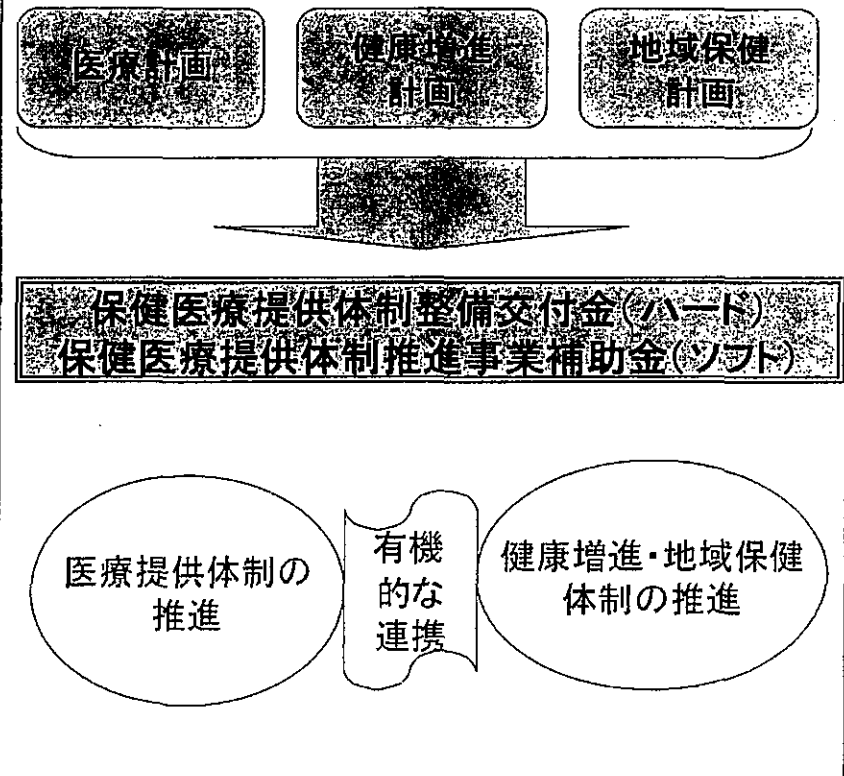 医療計画
健康増進
計画
地域保健
計画
保健医療提供体制整備交付金(ハード)
保健医療提供体制推進事業補助金(ソフト)
医療提供体制の
推進
有機
的な
連携
健康増進・地域保健
体制の推進